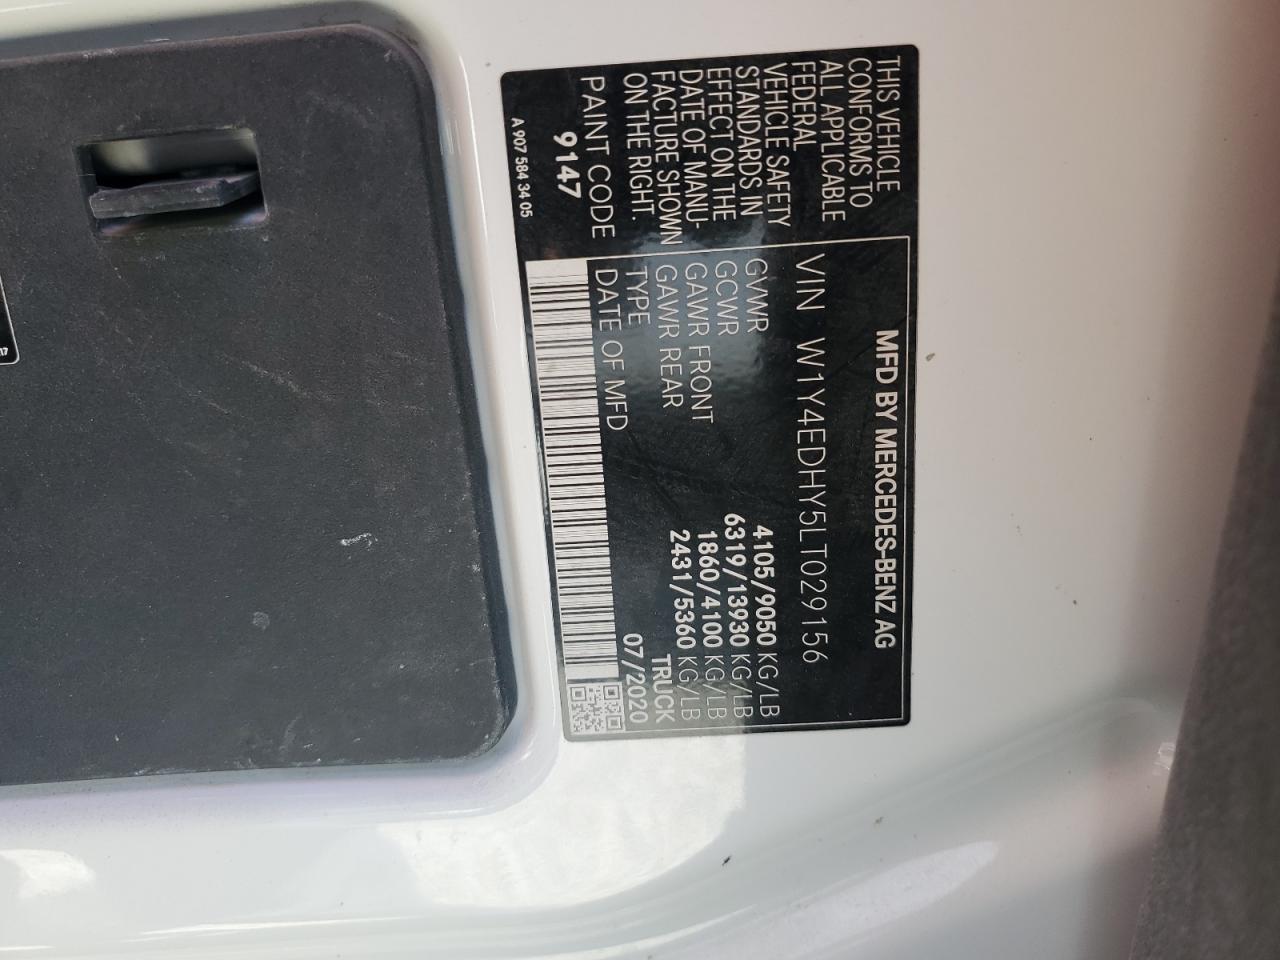 THIS VEHICLE
CONFORMS TO
ALL APPLICABLE
FEDERAL
VEHICLE SAFETY
STANDARDS IN
EFFECT ON THE
DATE OF MANU-
FACTURE SHOWN
ON THE RIGHT.
PAINT CODE
9147
A 907 584 34 05
MFD BY MERCEDES-BENZ AG
VIN W1Y4EDHY5LT029156
GVWR 4105/9050 KG/LB
GCWR 6319/13930 KG/LB
GAWR FRONT 1860/4100 KG/LB
GAWR REAR 2431/5360 KG/LB
TYPE TRUCK
DATE OF MFD 07/2020